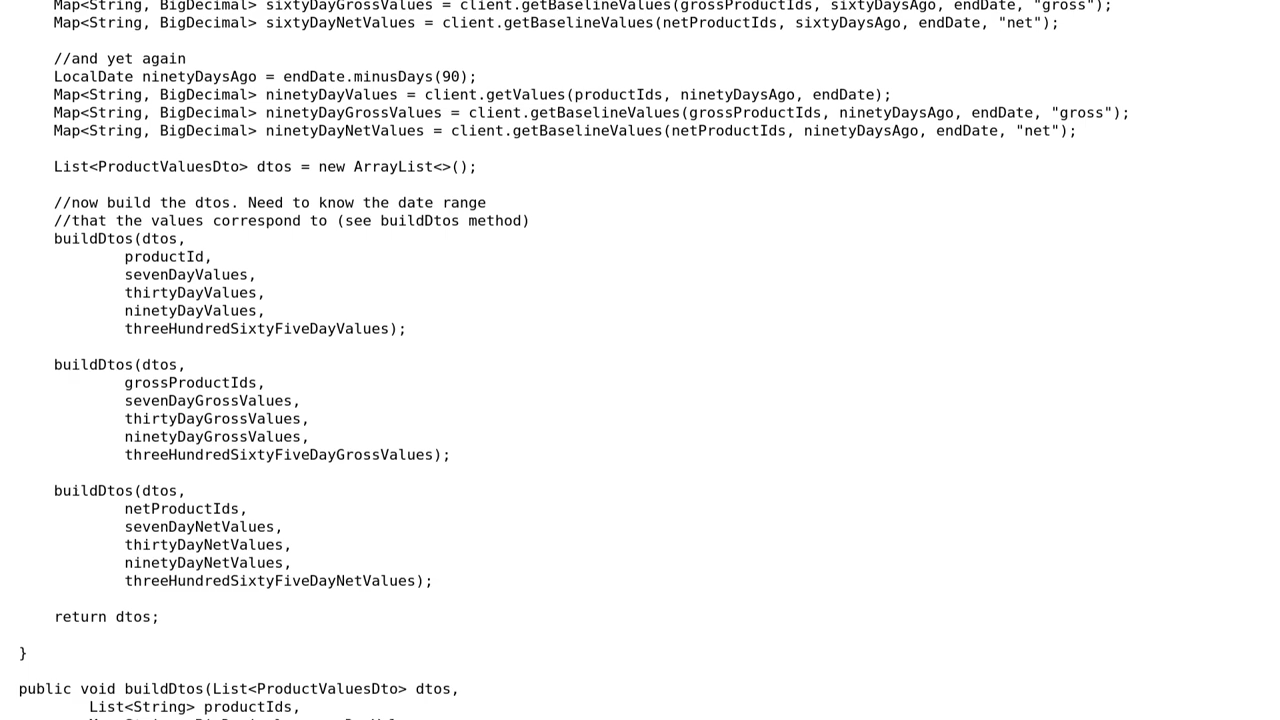 Map<String, BigDecimal> sixtyDayGrossValues = client.getBaselineValues(grossProductIds, sixtyDaysAgo, endDate, "gross");
Map<String, BigDecimal> sixtyDayNetValues = client.getBaselineValues(netProductIds, sixtyDaysAgo, endDate, "net");
//and yet again
LocalDate ninetyDaysAgo = endDate.minusDays(90);
Map<String, BigDecimal> ninetyDayValues = client.getValues(productIds, ninetyDaysAgo, endDate);
Map<String, BigDecimal> ninetyDayGrossValues = client.getBaselineValues(grossProductIds, ninetyDaysAgo, endDate, "gross");
Map<String, BigDecimal> ninetyDayNetValues = client.getBaselineValues(netProductIds, ninetyDaysAgo, endDate, "net");
List<ProductValuesDto> dtos = new ArrayList<>();
//now build the dtos. Need to know the date range
//that the values correspond to (see buildDtos method)
buildDtos(dtos,
productId,
sevenDayValues,
thirtyDayValues,
ninetyDayValues,
threeHundredSixtyFiveDayValues);
buildDtos(dtos,
grossProductIds,
sevenDayGrossValues,
thirtyDayGrossValues,
ninetyDayGrossValues,
threeHundredSixtyFiveDayGrossValues);
buildDtos(dtos,
netProductIds,
sevenDayNetValues,
thirtyDayNetValues,
ninetyDayNetValues,
threeHundredSixtyFiveDayNetValues);
return dtos;
}
public void buildDtos(List<ProductValuesDto> dtos,
List<String> productIds,